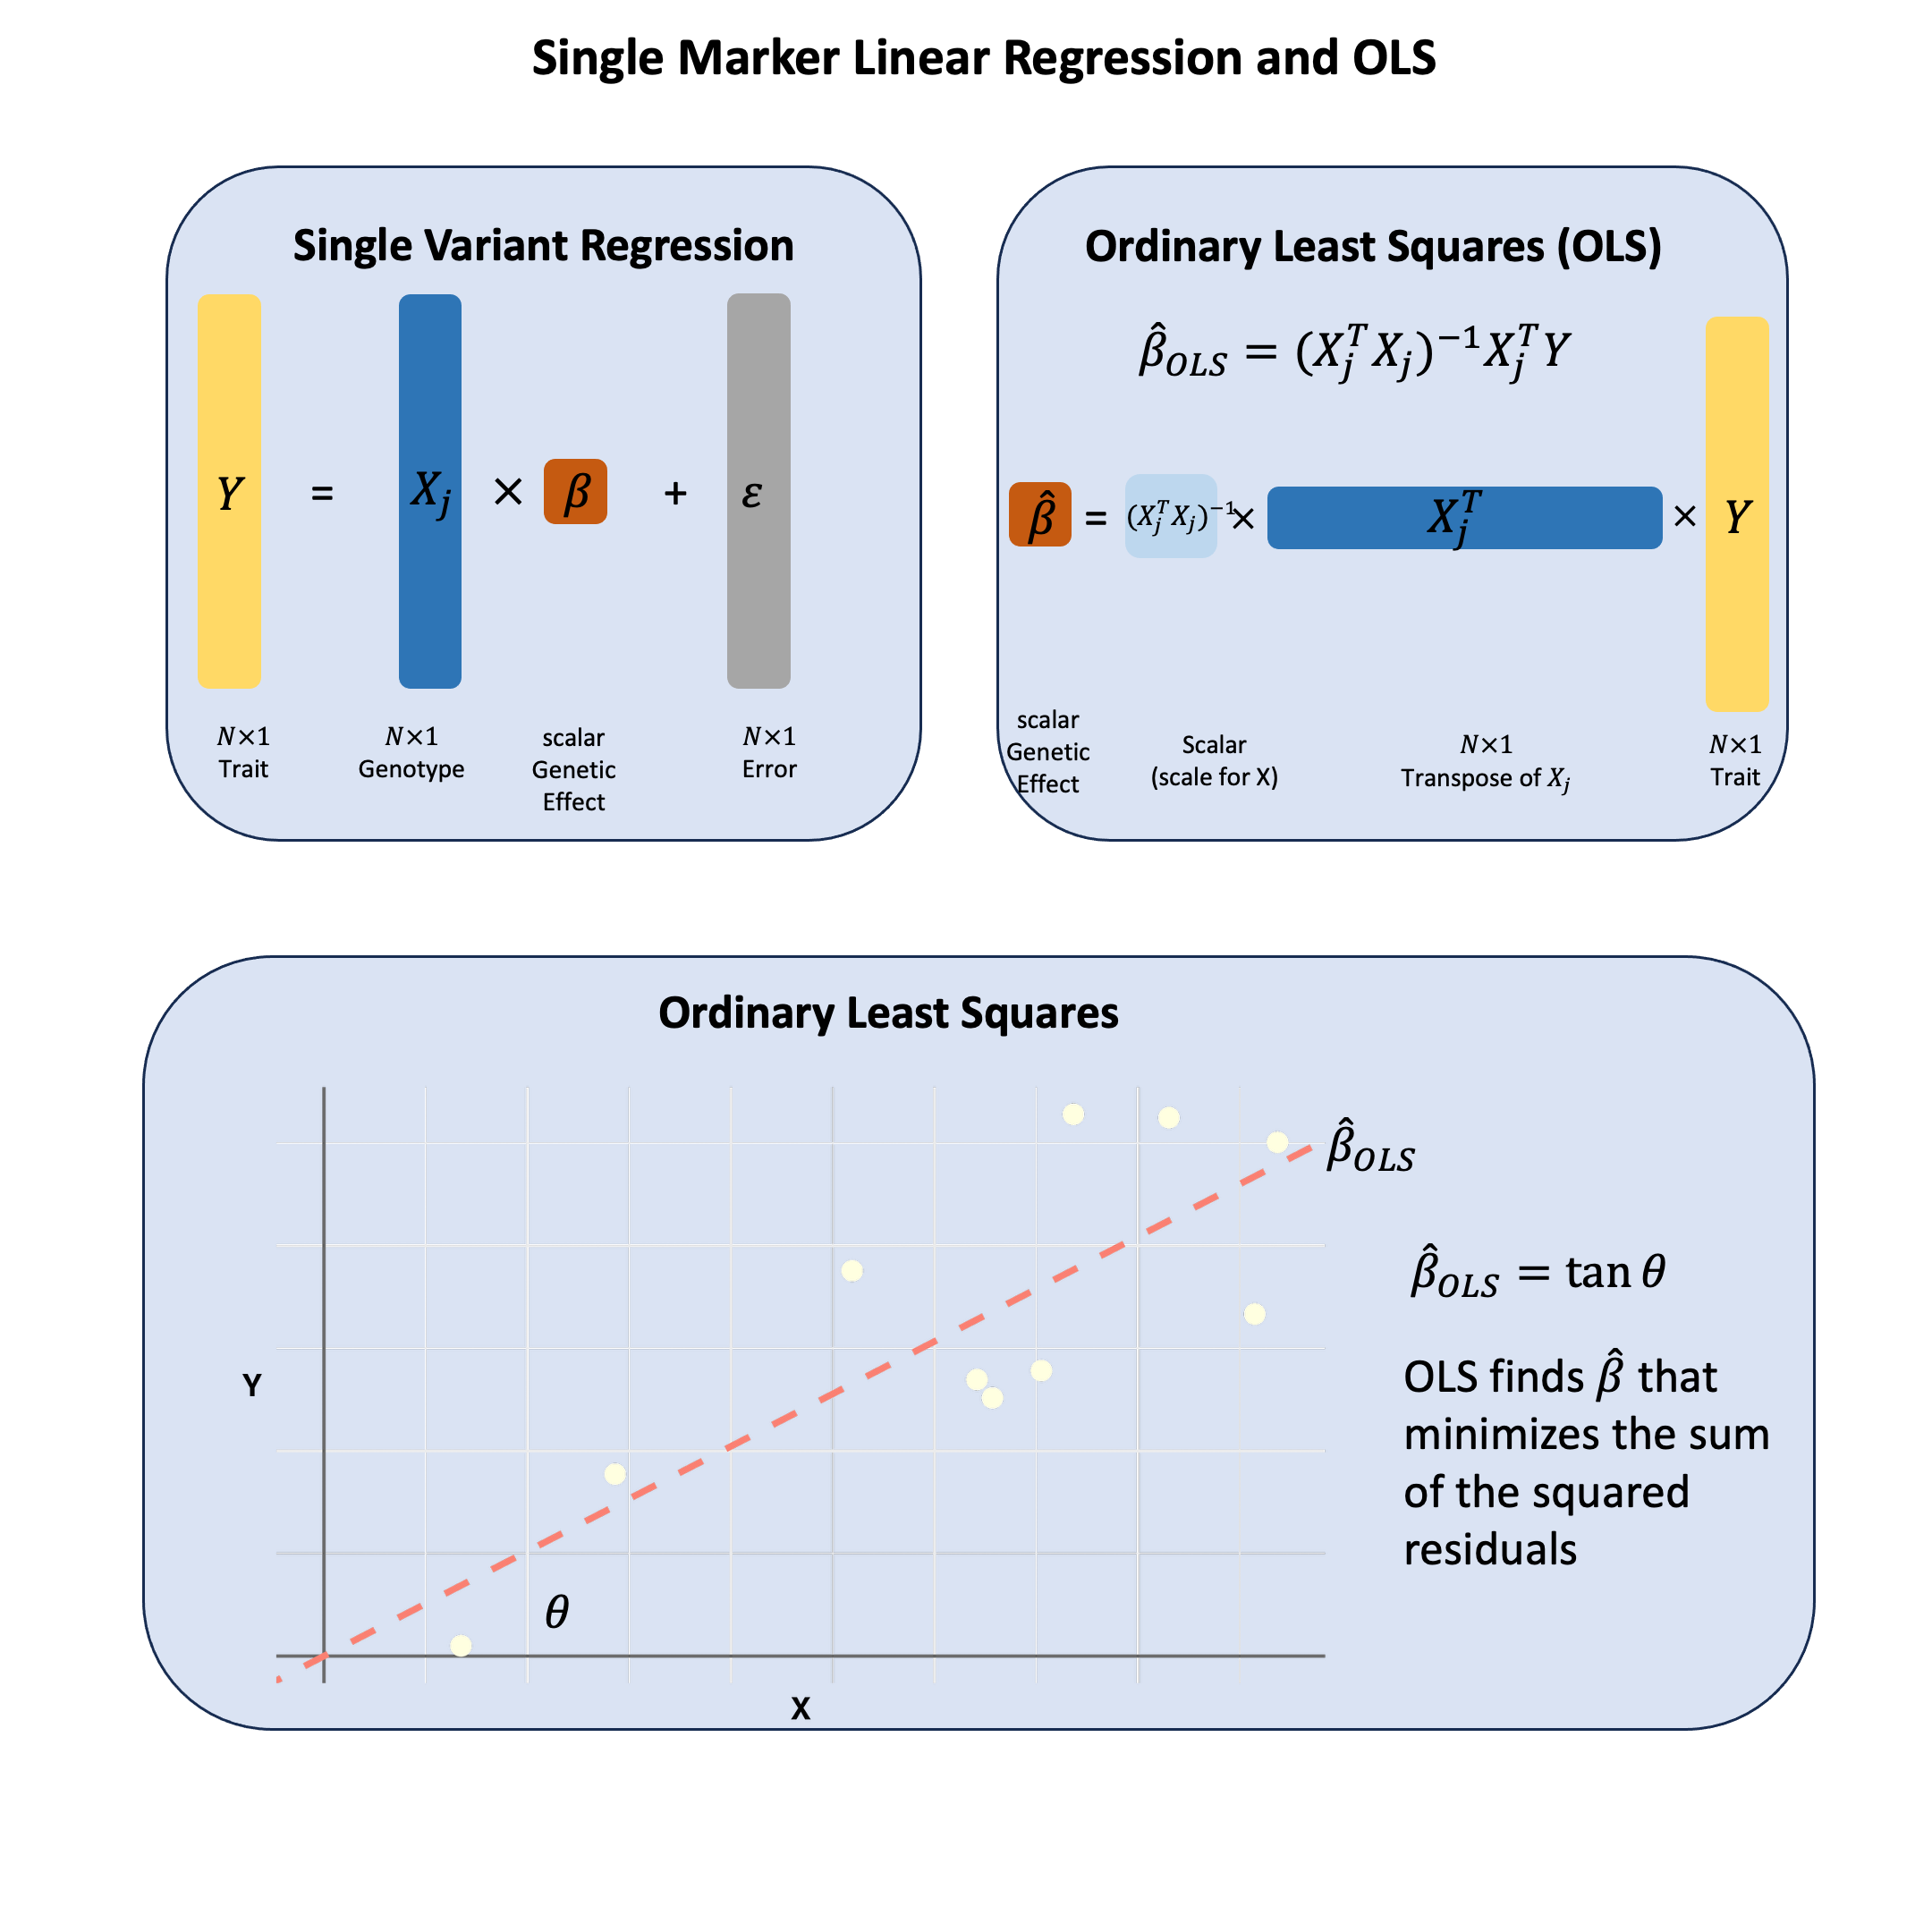 Single Marker Linear Regression and OLS
Single Variant Regression
Y = X_j × β + ε
N×1
Trait
N×1
Genotype
scalar
Genetic
Effect
N×1
Error
Ordinary Least Squares (OLS)
β̂_OLS = (X_j^T X_j)^−1 X_j^T Y
β̂ = (X_j^T X_j)^−1 × X_j^T × Y
scalar
Genetic
Effect
Scalar
(scale for X)
N×1
Transpose of X_j
N×1
Trait
Ordinary Least Squares
β̂_OLS
Y
θ
X
β̂_OLS = tan θ
OLS finds β̂ that
minimizes the sum
of the squared
residuals